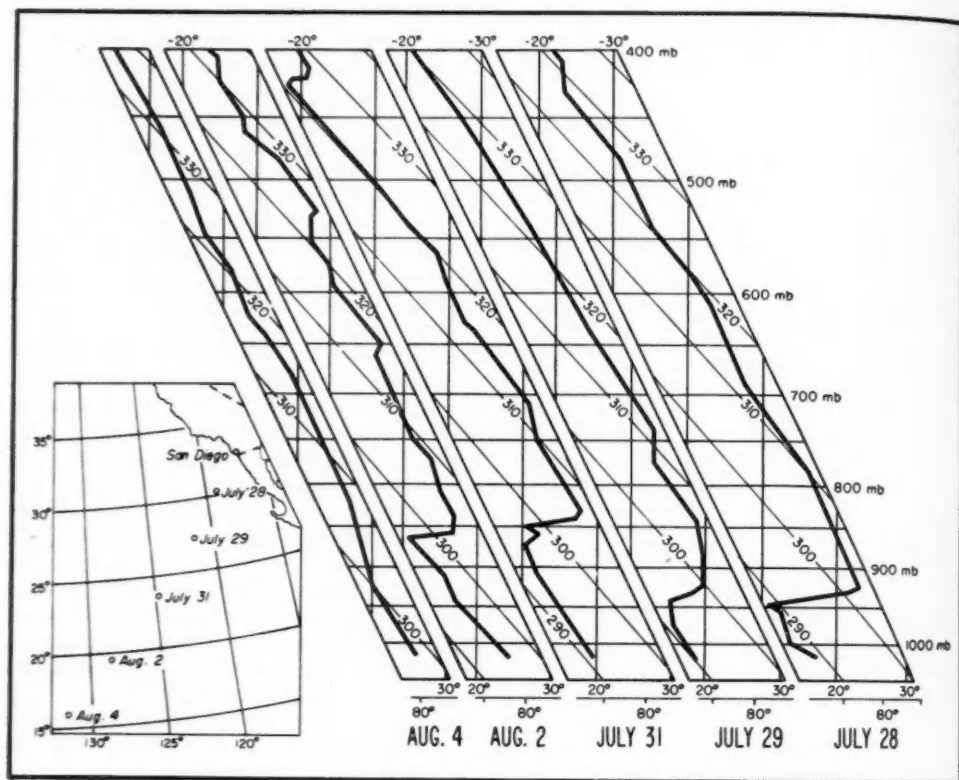 -20° -20° -20° -30° -20° -30° 400 mb
330 330 330 330
500 mb
320 320 320 320
600 mb
310 310 310 310
700 mb
800 mb
300 300 300 300
900 mb
300 290 290
1000 mb
30° 20° 30° 20° 30° 20° 30° 20° 30°
80° 80° 80° 80° 80°
AUG. 4 AUG. 2 JULY 31 JULY 29 JULY 28
35°
San Diego
July 28
30°
July 29
25°
July 31
20°
Aug. 2
Aug. 4
15°
130° 125° 120°